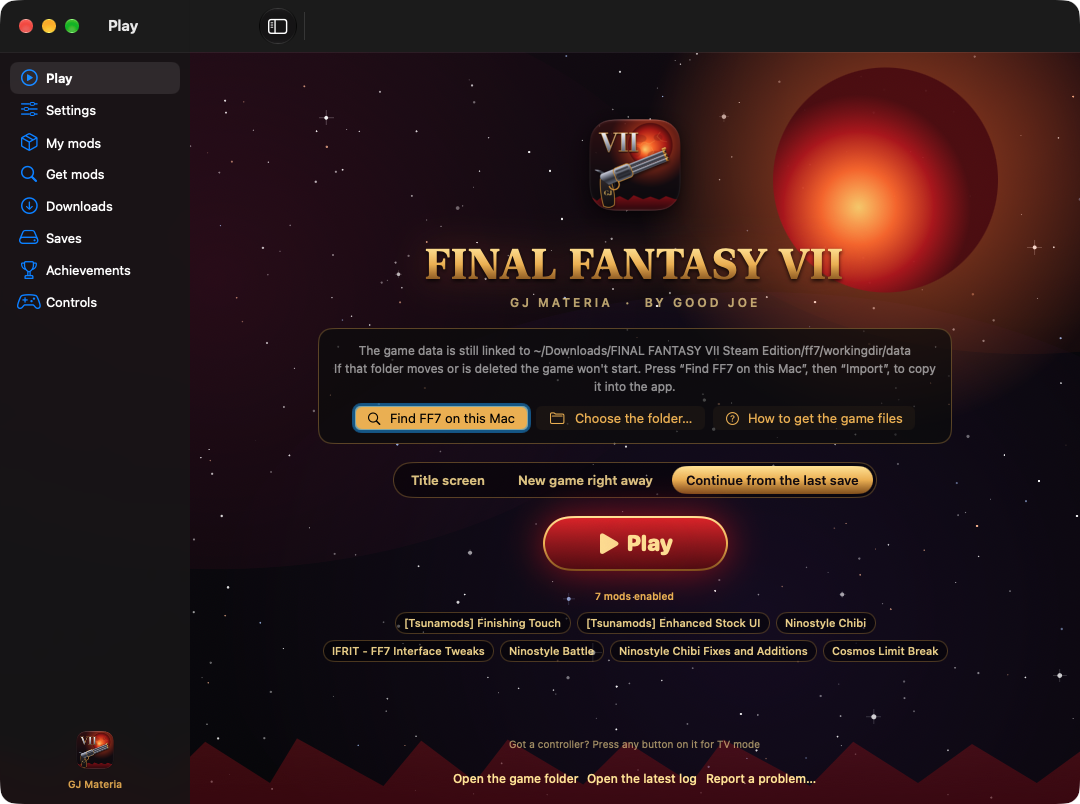 Play
Play
Settings
My mods
Get mods
Downloads
Saves
Achievements
Controls
VII
FINAL FANTASY VII
GJ MATERIA · BY GOOD JOE
The game data is still linked to ~/Downloads/FINAL FANTASY VII Steam Edition/ff7/workingdir/data
If that folder moves or is deleted the game won't start. Press “Find FF7 on this Mac”, then “Import”, to copy
it into the app.
Find FF7 on this Mac
Choose the folder...
? How to get the game files
Title screen
New game right away
Continue from the last save
Play
7 mods enabled
[Tsunamods] Finishing Touch
[Tsunamods] Enhanced Stock UI
Ninostyle Chibi
IFRIT - FF7 Interface Tweaks
Ninostyle Battle
Ninostyle Chibi Fixes and Additions
Cosmos Limit Break
Got a controller? Press any button on it for TV mode
Open the game folder
Open the latest log
Report a problem...
VII
GJ Materia